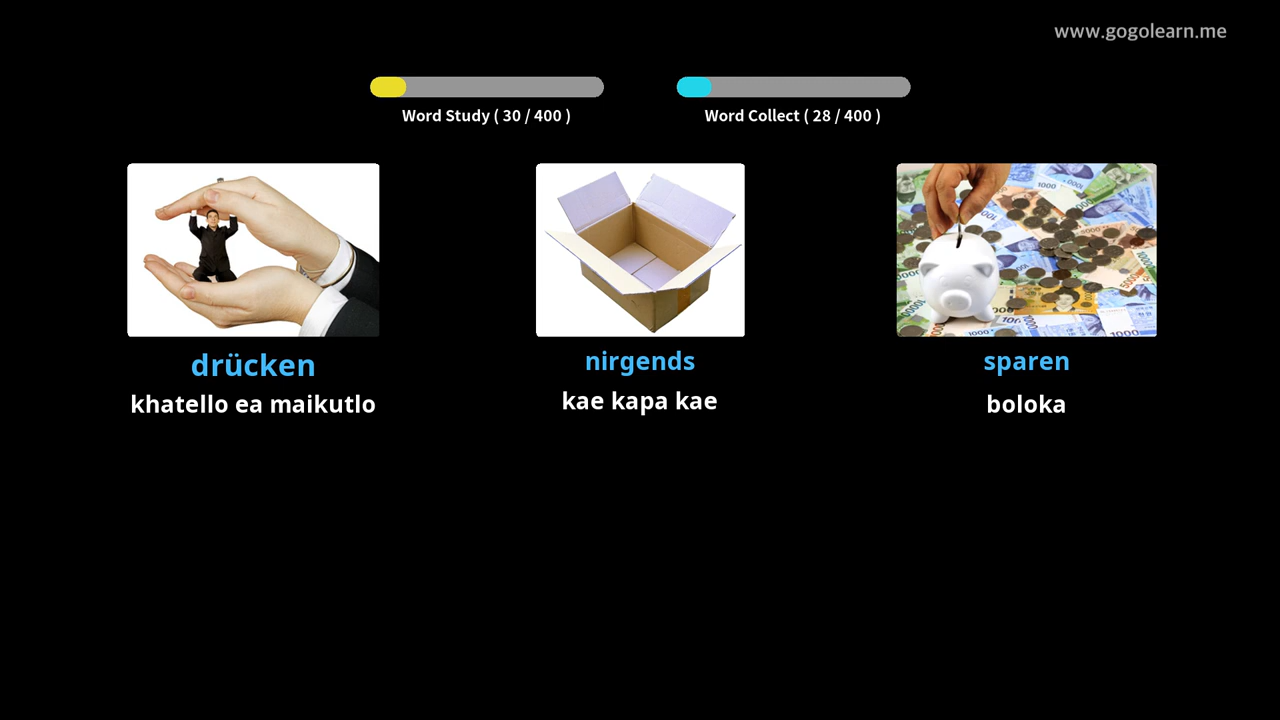 www.gogolearn.me
Word Study ( 30 / 400 )
Word Collect ( 28 / 400 )
drücken
khatello ea maikutlo
nirgends
kae kapa kae
sparen
boloka